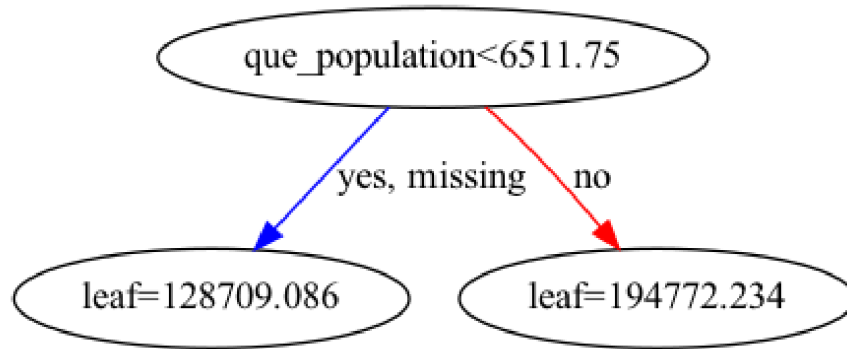 que_population<6511.75
yes, missing
no
leaf=128709.086
leaf=194772.234